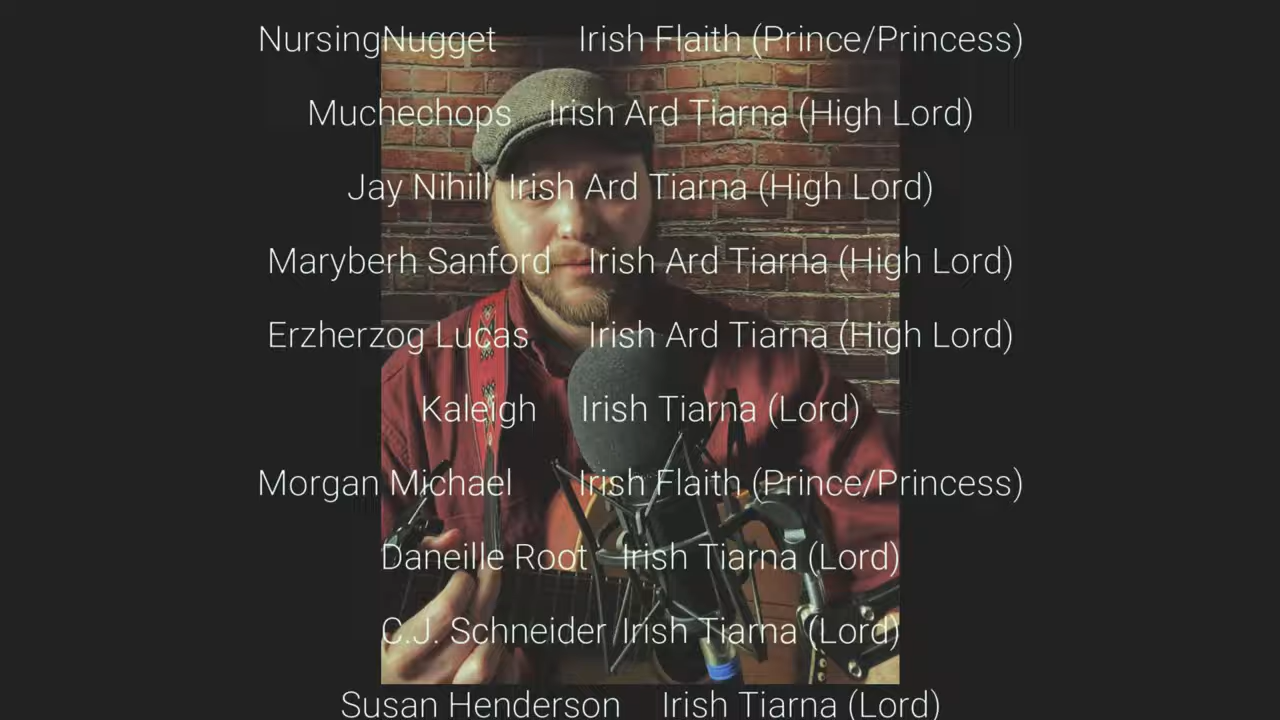 NursingNugget Irish Flaith (Prince/Princess)
Muchechops Irish Ard Tiarna (High Lord)
Jay Nihill Irish Ard Tiarna (High Lord)
Maryberh Sanford Irish Ard Tiarna (High Lord)
Erzherzog Lucas Irish Ard Tiarna (High Lord)
Kaleigh Irish Tiarna (Lord)
Morgan Michael Irish Flaith (Prince/Princess)
Daneille Root Irish Tiarna (Lord)
C.J. Schneider Irish Tiarna (Lord)
Susan Henderson Irish Tiarna (Lord)